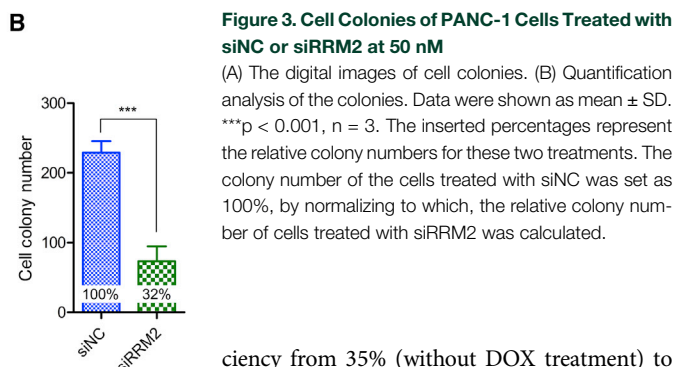 B
Figure 3. Cell Colonies of PANC-1 Cells Treated with
siNC or siRRM2 at 50 nM
(A) The digital images of cell colonies. (B) Quantification
analysis of the colonies. Data were shown as mean ± SD.
***p < 0.001, n = 3. The inserted percentages represent
the relative colony numbers for these two treatments. The
colony number of the cells treated with siNC was set as
100%, by normalizing to which, the relative colony num-
ber of cells treated with siRRM2 was calculated.
***
Cell colony number
300
200
100
0
100%
32%
siNC
siRRM2
ciency from 35% (without DOX treatment) to